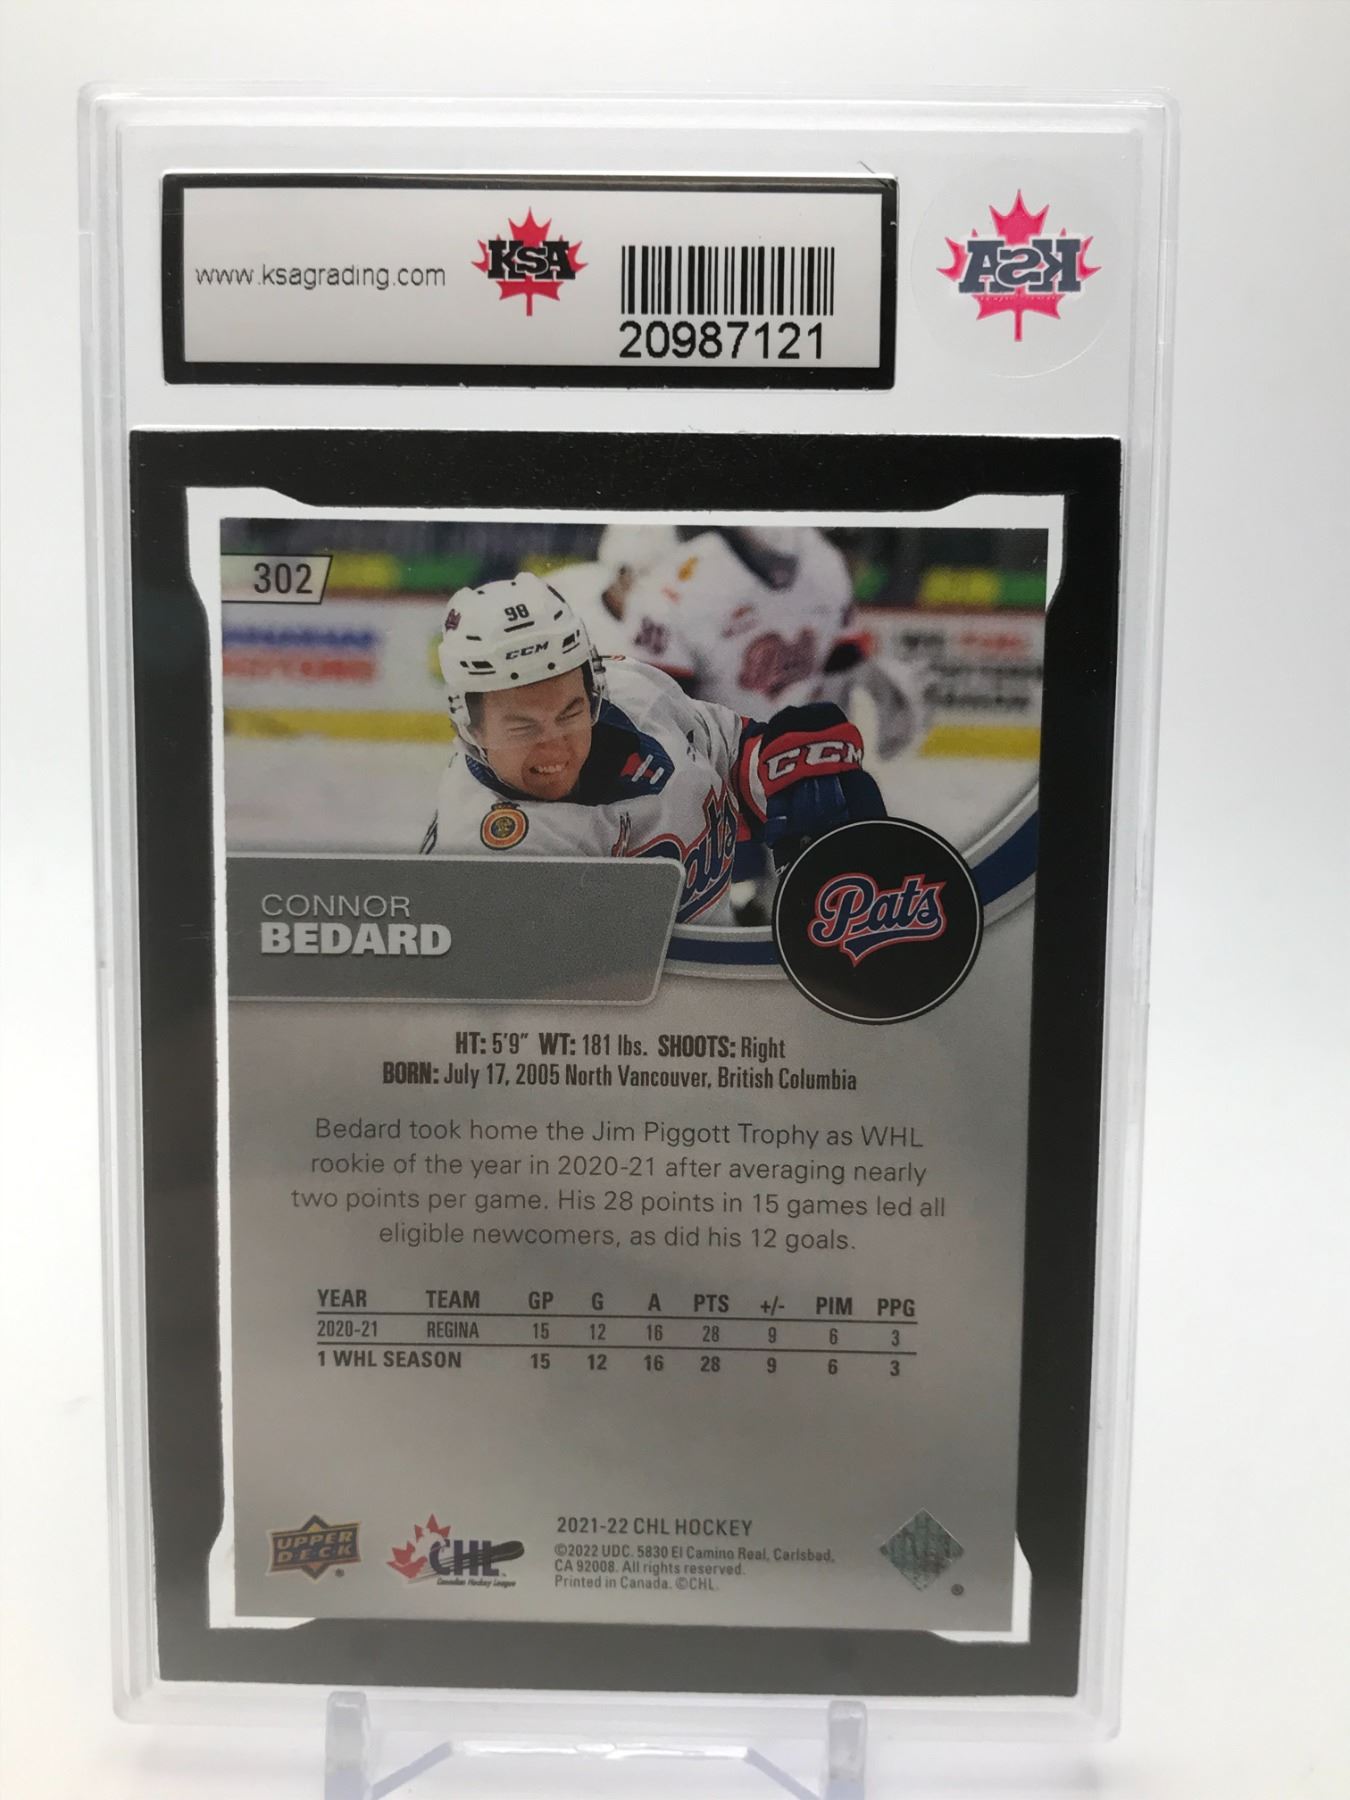 www.ksagrading.com
KSA
20987121
KSA
302
98
CCM
CCM
Pats
CONNOR
BEDARD
Pats
HT: 5'9" WT: 181 lbs. SHOOTS: Right
BORN: July 17, 2005 North Vancouver, British Columbia
Bedard took home the Jim Piggott Trophy as WHL
rookie of the year in 2020-21 after averaging nearly
two points per game. His 28 points in 15 games led all
eligible newcomers, as did his 12 goals.
YEAR TEAM GP G A PTS +/- PIM PPG
2020-21 REGINA 15 12 16 28 9 6 3
1 WHL SEASON 15 12 16 28 9 6 3
UPPER
DECK
CHL
Canadian Hockey League
2021-22 CHL HOCKEY
©2022 UDC. 5830 El Camino Real, Carlsbad,
CA 92008. All rights reserved.
Printed in Canada. ©CHL.